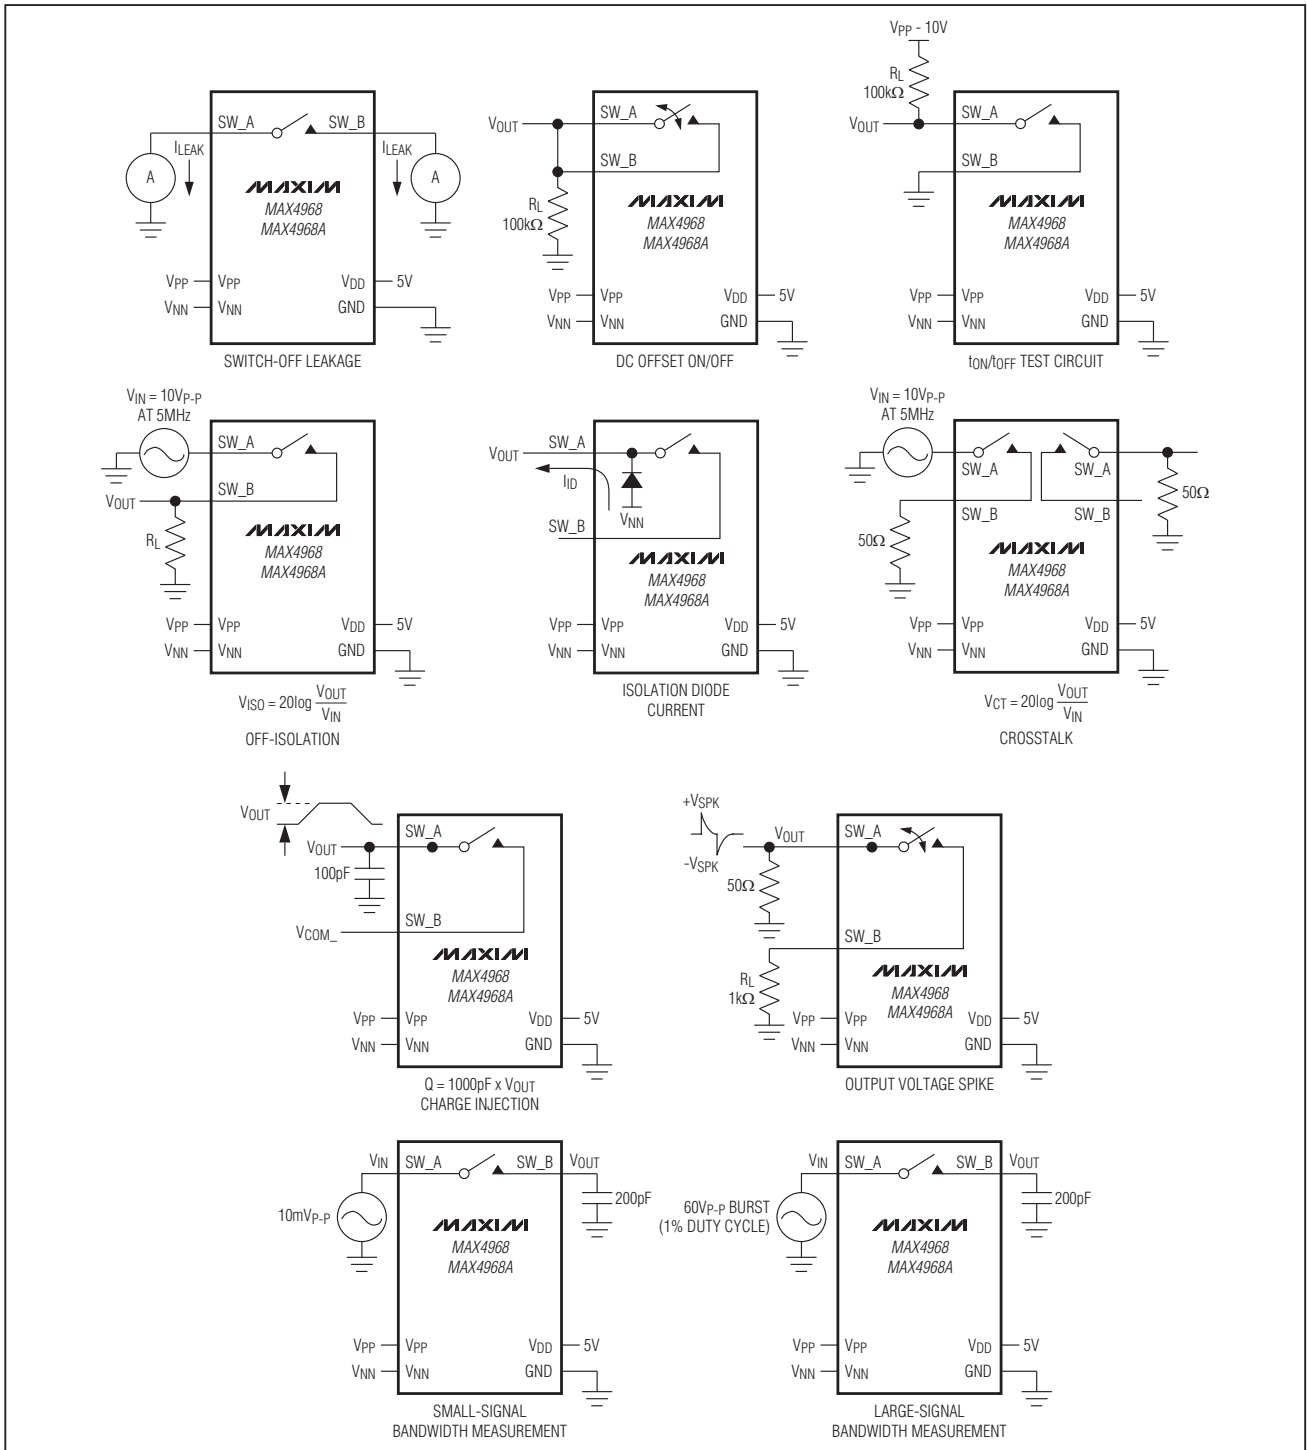 SW_A SW_B
ILEAK ILEAK
A A
MAXIM
MAX4968
MAX4968A
VPP VPP VDD 5V
VNN VNN GND
SWITCH-OFF LEAKAGE
VOUT SW_A
SW_B
RL
100kΩ
MAXIM
MAX4968
MAX4968A
VPP VPP VDD 5V
VNN VNN GND
DC OFFSET ON/OFF
VPP - 10V
RL
100kΩ
VOUT SW_A
SW_B
MAXIM
MAX4968
MAX4968A
VPP VPP VDD 5V
VNN VNN GND
tON/tOFF TEST CIRCUIT
VIN = 10VP-P
AT 5MHz
SW_A
VOUT SW_B
RL
MAXIM
MAX4968
MAX4968A
VPP VPP VDD 5V
VNN VNN GND
VISO = 20log VOUT
VIN
OFF-ISOLATION
VOUT SW_A
IID
VNN
SW_B
MAXIM
MAX4968
MAX4968A
VPP VPP VDD 5V
VNN VNN GND
ISOLATION DIODE
CURRENT
VIN = 10VP-P
AT 5MHz
SW_A SW_A
50Ω
SW_B SW_B
50Ω
MAXIM
MAX4968
MAX4968A
VPP VPP VDD 5V
VNN VNN GND
VCT = 20log VOUT
VIN
CROSSTALK
VOUT
VOUT SW_A
100pF
VCOM_ SW_B
MAXIM
MAX4968
MAX4968A
VPP VPP VDD 5V
VNN VNN GND
Q = 1000pF x VOUT
CHARGE INJECTION
+VSPK
VOUT SW_A
-VSPK
50Ω
SW_B
RL
1kΩ
MAXIM
MAX4968
MAX4968A
VPP VPP VDD 5V
VNN VNN GND
OUTPUT VOLTAGE SPIKE
VIN SW_A SW_B VOUT
10mVP-P
200pF
MAXIM
MAX4968
MAX4968A
VPP VPP VDD 5V
VNN VNN GND
SMALL-SIGNAL
BANDWIDTH MEASUREMENT
VIN SW_A SW_B VOUT
60VP-P BURST
(1% DUTY CYCLE)
200pF
MAXIM
MAX4968
MAX4968A
VPP VPP VDD 5V
VNN VNN GND
LARGE-SIGNAL
BANDWIDTH MEASUREMENT